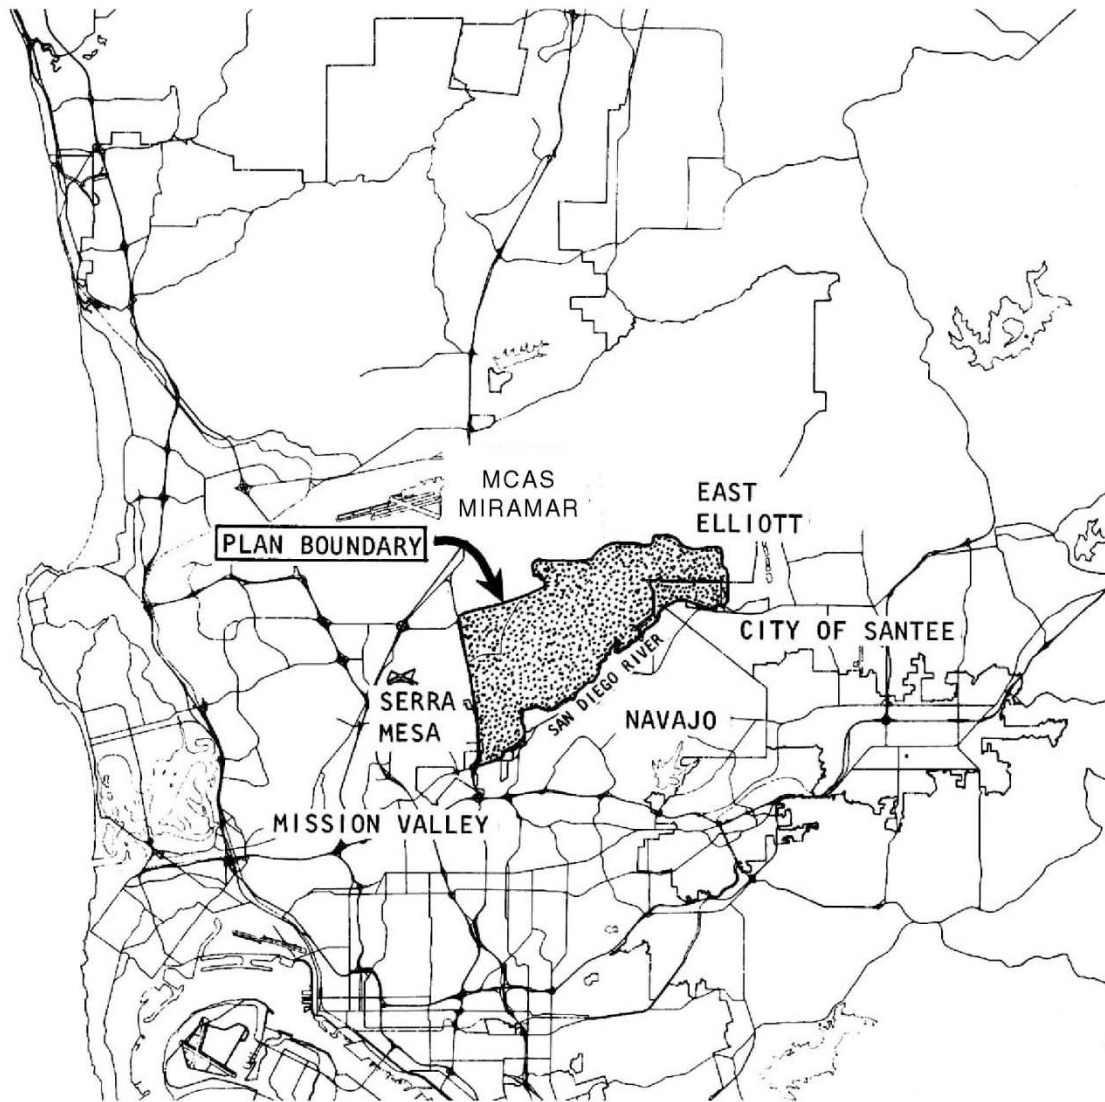 MCAS
MIRAMAR
EAST
ELLIOTT
PLAN BOUNDARY
CITY OF SANTEE
SAN DIEGO RIVER
SERRA
MESA
NAVAJO
MISSION VALLEY